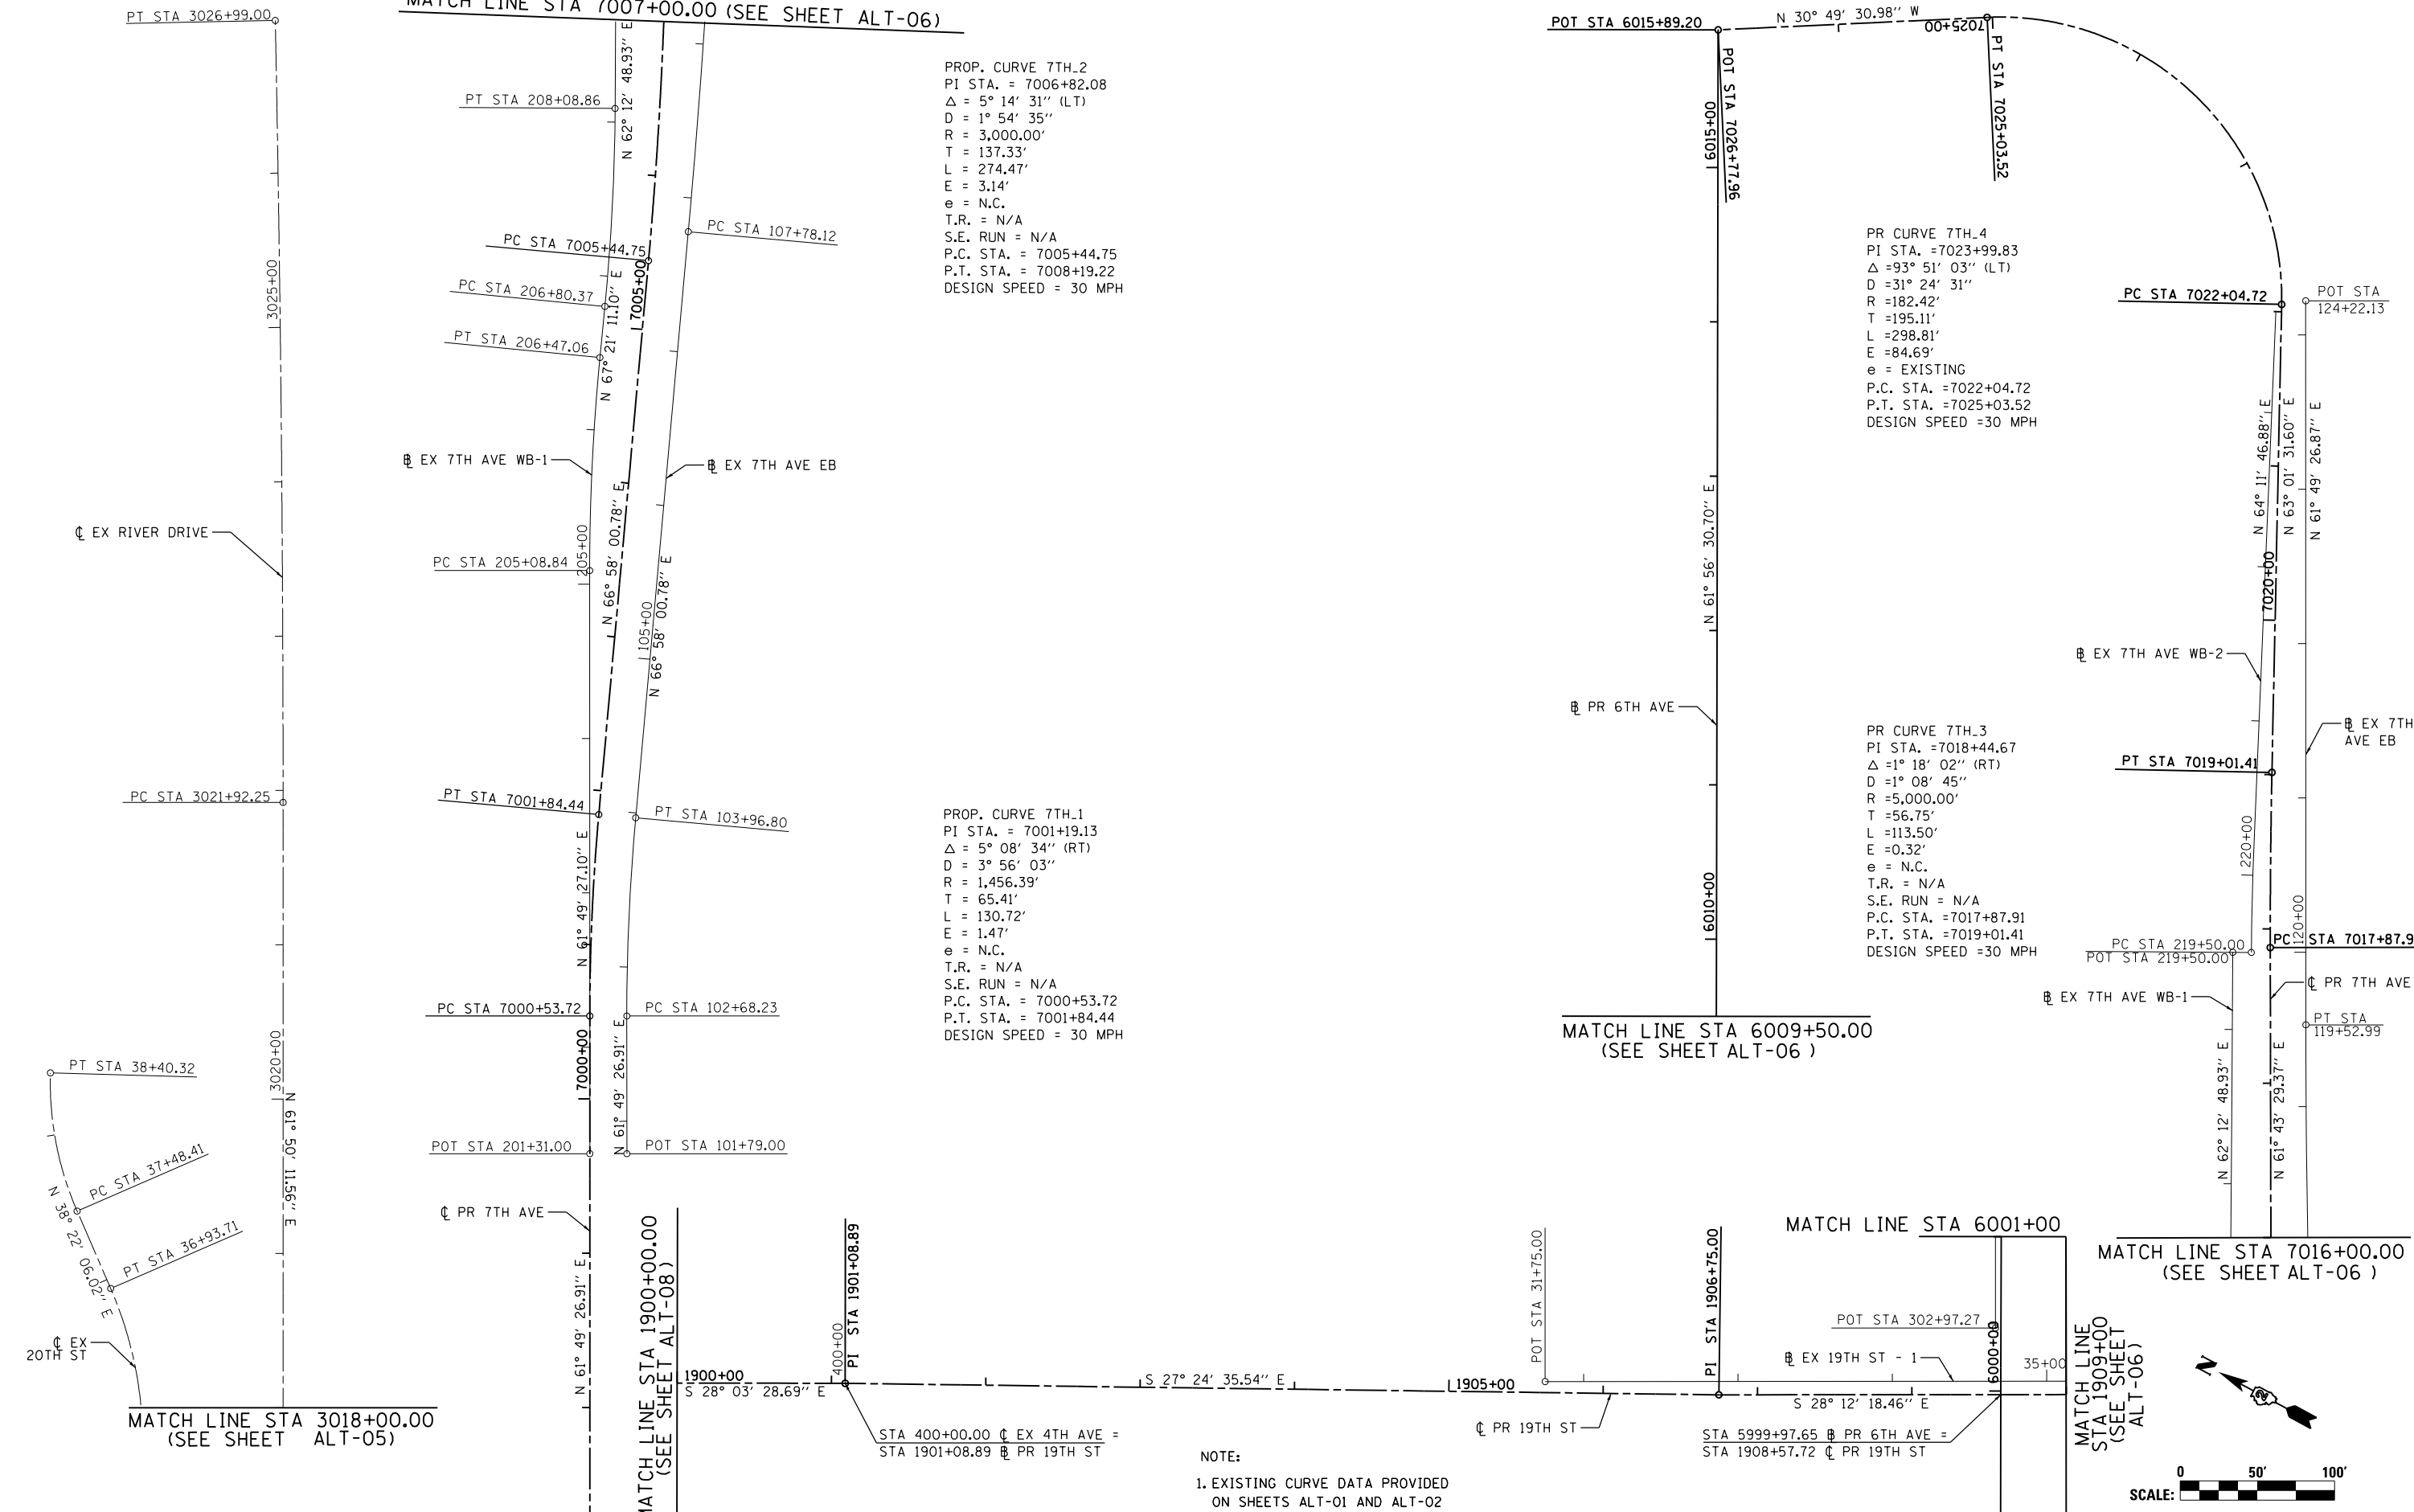 PT STA 3026+99.00
3025+00
℄ EX RIVER DRIVE
PC STA 3021+92.25
3020+00
N 61° 50' 11.56'' E
PT STA 38+40.32
PC STA 37+48.41
N 38° 22' 06.02'' E
PT STA 36+93.71
℄ EX
20TH ST
MATCH LINE STA 3018+00.00
(SEE SHEET ALT-05)
MATCH LINE STA 7007+00.00 (SEE SHEET ALT-06)
N 62° 12' 48.93'' E
PT STA 208+08.86
PC STA 107+78.12
PC STA 7005+44.75
7005+00
PC STA 206+80.37
N 67° 21' 11.10'' E
PT STA 206+47.06
BL EX 7TH AVE WB-1
BL EX 7TH AVE EB
N 66° 58' 00.78'' E
205+00
PC STA 205+08.84
105+00
N 66° 58' 00.78'' E
PT STA 7001+84.44
PT STA 103+96.80
N 61° 49' 27.10'' E
PC STA 7000+53.72
PC STA 102+68.23
7000+00
N 61° 49' 26.91'' E
POT STA 201+31.00
POT STA 101+79.00
℄ PR 7TH AVE
N 61° 49' 26.91'' E
PROP. CURVE 7TH_2
PI STA. = 7006+82.08
Δ = 5° 14' 31'' (LT)
D = 1° 54' 35''
R = 3,000.00'
T = 137.33'
L = 274.47'
E = 3.14'
e = N.C.
T.R. = N/A
S.E. RUN = N/A
P.C. STA. = 7005+44.75
P.T. STA. = 7008+19.22
DESIGN SPEED = 30 MPH
PROP. CURVE 7TH_1
PI STA. = 7001+19.13
Δ = 5° 08' 34'' (RT)
D = 3° 56' 03''
R = 1,456.39'
T = 65.41'
L = 130.72'
E = 1.47'
e = N.C.
T.R. = N/A
S.E. RUN = N/A
P.C. STA. = 7000+53.72
P.T. STA. = 7001+84.44
DESIGN SPEED = 30 MPH
MATCH LINE STA 1900+00.00
(SEE SHEET ALT-08)
1900+00
S 28° 03' 28.69'' E
400+00
PI STA 1901+08.89
STA 400+00.00 ℄ EX 4TH AVE =
STA 1901+08.89 BL PR 19TH ST
S 27° 24' 35.54'' E
1905+00
NOTE:
1. EXISTING CURVE DATA PROVIDED
ON SHEETS ALT-01 AND ALT-02
POT STA 6015+89.20
N 30° 49' 30.98'' W
7025+00
POT STA 7026+77.96
PT STA 7025+03.52
6015+00
N 61° 56' 30.70'' E
BL PR 6TH AVE
6010+00
MATCH LINE STA 6009+50.00
(SEE SHEET ALT-06 )
PR CURVE 7TH_4
PI STA. =7023+99.83
Δ =93° 51' 03'' (LT)
D =31° 24' 31''
R =182.42'
T =195.11'
L =298.81'
E =84.69'
e = EXISTING
P.C. STA. =7022+04.72
P.T. STA. =7025+03.52
DESIGN SPEED =30 MPH
PR CURVE 7TH_3
PI STA. =7018+44.67
Δ =1° 18' 02'' (RT)
D =1° 08' 45''
R =5,000.00'
T =56.75'
L =113.50'
E =0.32'
e = N.C.
T.R. = N/A
S.E. RUN = N/A
P.C. STA. =7017+87.91
P.T. STA. =7019+01.41
DESIGN SPEED =30 MPH
PC STA 7022+04.72
POT STA
124+22.13
N 64° 11' 46.88'' E
N 63° 01' 31.60'' E
N 61° 49' 26.87'' E
7020+00
BL EX 7TH AVE WB-2
BL EX 7TH
AVE EB
PT STA 7019+01.41
220+00
120+00
PC STA 219+50.00
POT STA 219+50.00
PC STA 7017+87.9
℄ PR 7TH AVE
BL EX 7TH AVE WB-1
PT STA
119+52.99
N 62° 12' 48.93'' E
N 61° 43' 29.37'' E
MATCH LINE STA 7016+00.00
(SEE SHEET ALT-06 )
MATCH LINE STA 6001+00
POT STA 31+75.00
PI STA 1906+75.00
POT STA 302+97.27
6000+00
BL EX 19TH ST - 1
35+00
S 28° 12' 18.46'' E
℄ PR 19TH ST
STA 5999+97.65 BL PR 6TH AVE =
STA 1908+57.72 ℄ PR 19TH ST
MATCH LINE
STA 1909+00
(SEE SHEET
ALT-06)
N
2
0 50' 100'
SCALE: